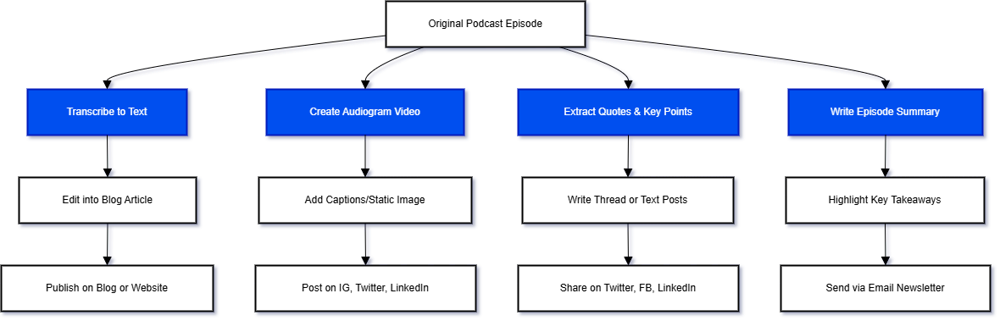 Original Podcast Episode
Transcribe to Text
Create Audiogram Video
Extract Quotes & Key Points
Write Episode Summary
Edit into Blog Article
Add Captions/Static Image
Write Thread or Text Posts
Highlight Key Takeaways
Publish on Blog or Website
Post on IG, Twitter, LinkedIn
Share on Twitter, FB, LinkedIn
Send via Email Newsletter